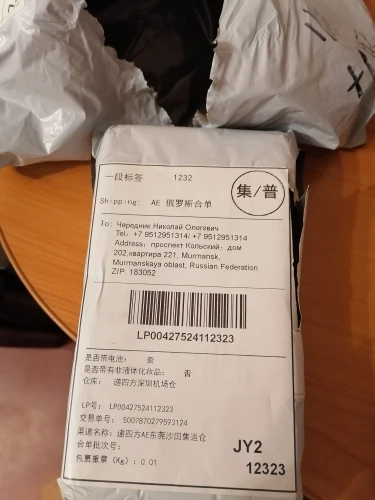 一段标签 1232
集/普
Shipping: AE 俄罗斯合单
To: Чередник Николай Олегович
Tel: +7 9512951314/ +7 9512951314
Address: проспект Кольский; дом
202,квартира 221, Murmansk,
Murmanskaya oblast, Russian Federation
ZIP: 183052
LP00427524112323
是否带电池: 否
是否带有非液体化妆品: 否
仓库: 递四方深圳机场仓
LP号: LP00427524112323
交易单号: 5007870279593124
渠道名称: 递四方AE东莞沙田集运仓
合单批次号:
包裹重量 (Kg): 0.01
JY2
12323